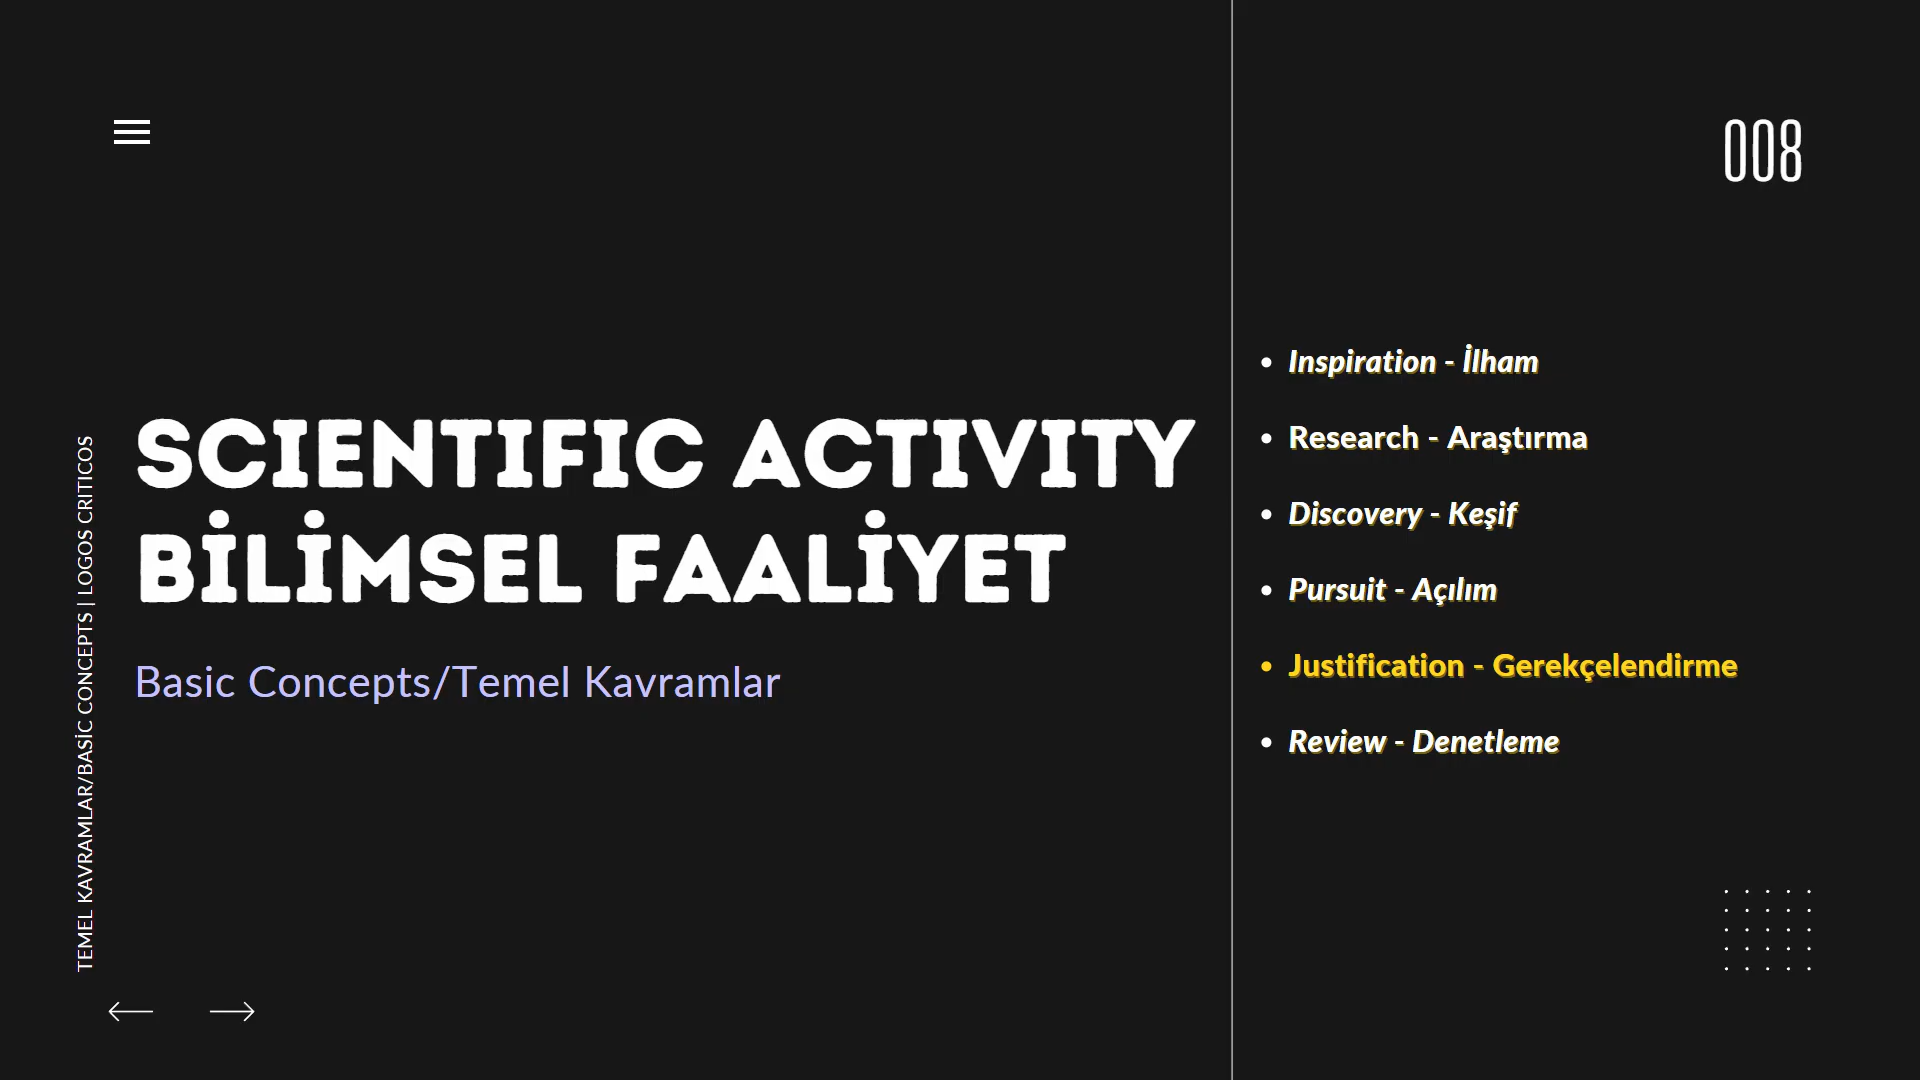 008
SCIENTIFIC ACTIVITY
BİLİMSEL FAALİYET
Basic Concepts/Temel Kavramlar
TEMEL KAVRAMLAR/BASİC CONCEPTS | LOGOS CRITICOS
• Inspiration - İlham
• Research - Araştırma
• Discovery - Keşif
• Pursuit - Açılım
• Justification - Gerekçelendirme
• Review - Denetleme